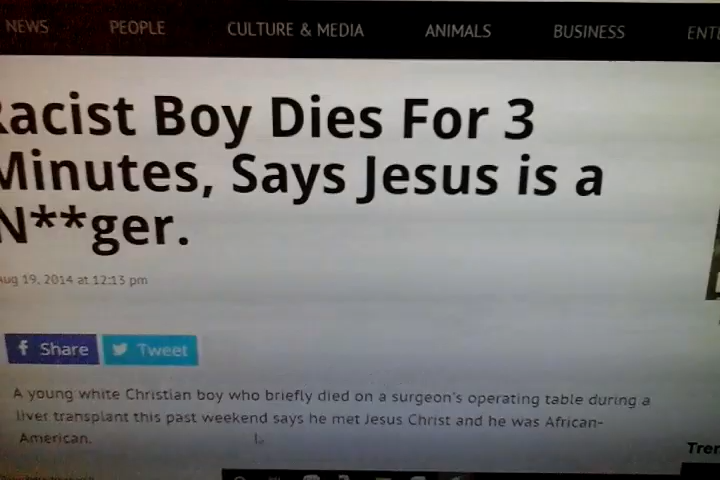 NEWS PEOPLE CULTURE & MEDIA ANIMALS BUSINESS ENTE
Racist Boy Dies For 3
Minutes, Says Jesus is a
N**ger.
Aug 19, 2014 at 12:13 pm
f Share Tweet
A young white Christian boy who briefly died on a surgeon's operating table during a
liver transplant this past weekend says he met Jesus Christ and he was African-
American.
Tren